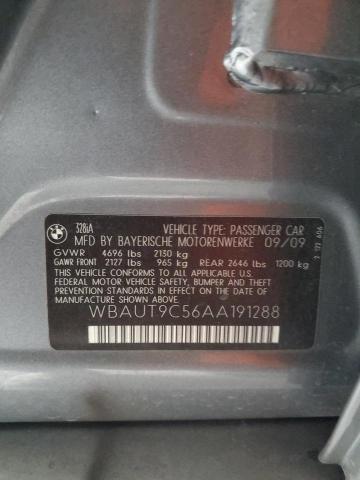 BMW
328iA VEHICLE TYPE: PASSENGER CAR
MFD BY BAYERISCHE MOTORENWERKE 09/09
GVWR 4696 lbs 2130 kg
GAWR FRONT 2127 lbs 965 kg REAR 2646 lbs 1200 kg
THIS VEHICLE CONFORMS TO ALL APPLICABLE U.S.
FEDERAL MOTOR VEHICLE SAFETY, BUMPER AND THEFT
PREVENTION STANDARDS IN EFFECT ON THE DATE OF
MANUFACTURE SHOWN ABOVE.
WBAUT9C56AA191288